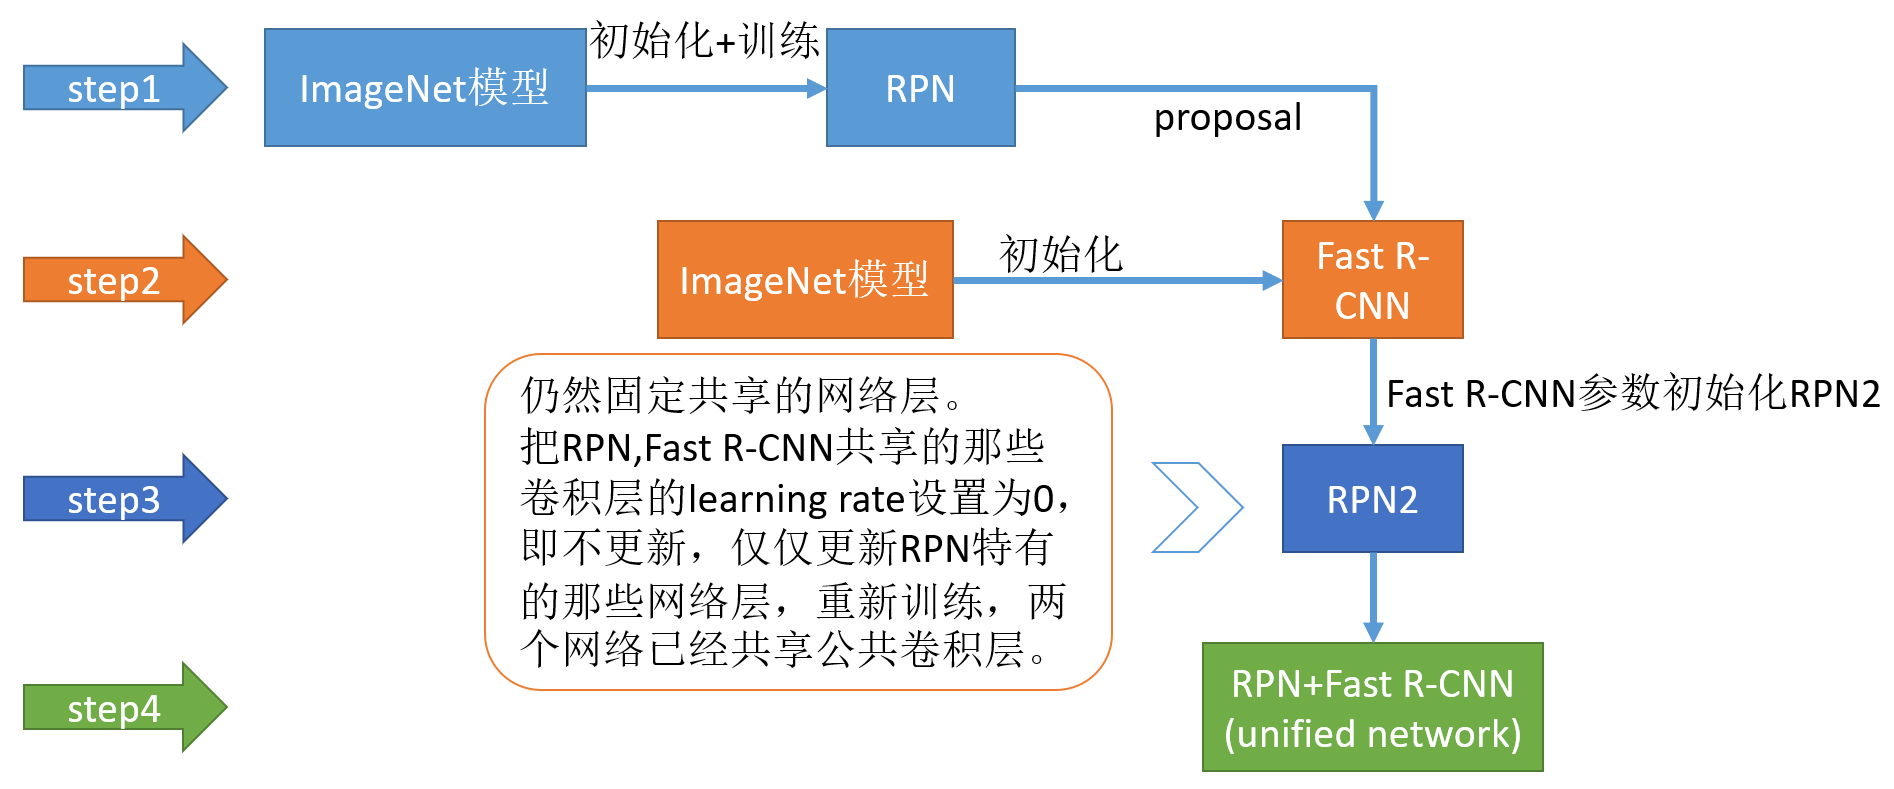 step1
ImageNet模型
初始化+训练
RPN
proposal
step2
ImageNet模型
初始化
Fast R-
CNN
Fast R-CNN参数初始化RPN2
仍然固定共享的网络层。
把RPN,Fast R-CNN共享的那些
卷积层的learning rate设置为0，
即不更新，仅仅更新RPN特有
的那些网络层，重新训练，两
个网络已经共享公共卷积层。
step3
RPN2
step4
RPN+Fast R-CNN
(unified network)